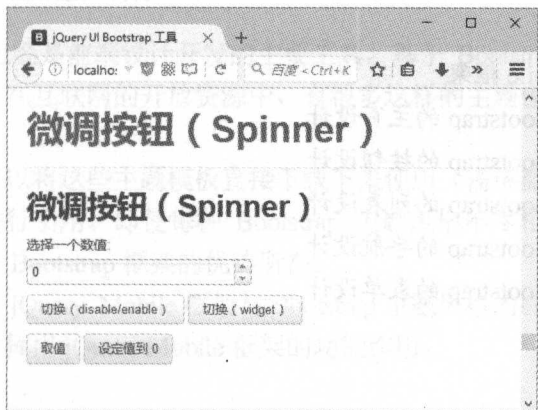 jQuery UI Bootstrap 工具
localho:
百度 <Ctrl+K
微调按钮（Spinner）
微调按钮（Spinner）
选择一个数值:
0
切换（disable/enable）
切换（widget）
取值
设定值到 0